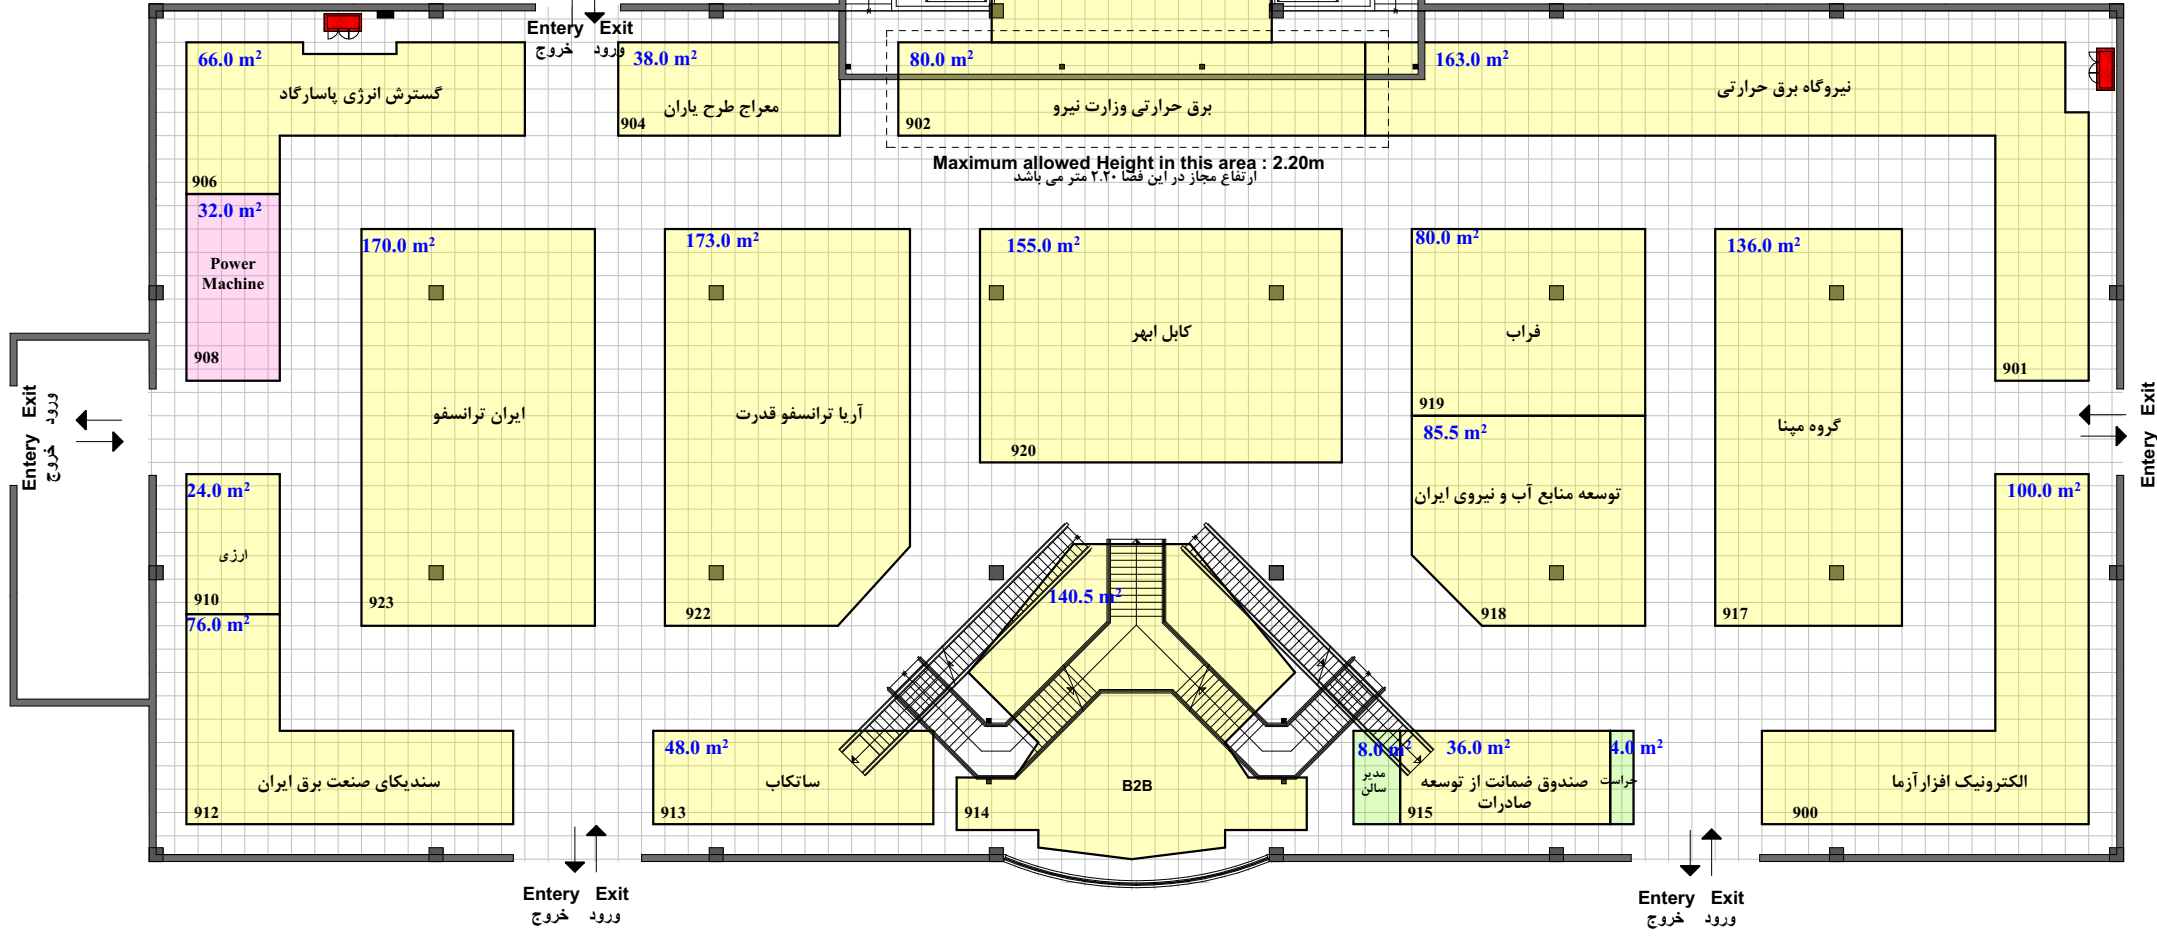 Entery Exit
خروج ورود
66.0 m²
گسترش انرژی پاسارگاد
906
38.0 m²
معراج طرح یاران
904
80.0 m²
برق حرارتی وزارت نیرو
902
163.0 m²
نیروگاه برق حرارتی
901
Maximum allowed Height in this area : 2.20m
ارتفاع مجاز در این فضا ۲.۲۰ متر می باشد
32.0 m²
Power
Machine
908
170.0 m²
ایران ترانسفو
923
173.0 m²
آریا ترانسفو قدرت
922
155.0 m²
کابل ابهر
920
80.0 m²
فراب
919
85.5 m²
توسعه منابع آب و نیروی ایران
918
136.0 m²
گروه مپنا
917
Entery Exit
خروج ورود
Entery Exit
24.0 m²
ارزی
910
76.0 m²
سندیکای صنعت برق ایران
912
48.0 m²
ساتکاب
913
140.5 m²
B2B
914
8.0 m²
مدیر
سالن
36.0 m²
صندوق ضمانت از توسعه
صادرات
915
4.0 m²
حراست
100.0 m²
الکترونیک افزار آزما
900
Entery Exit
خروج ورود
Entery Exit
خروج ورود